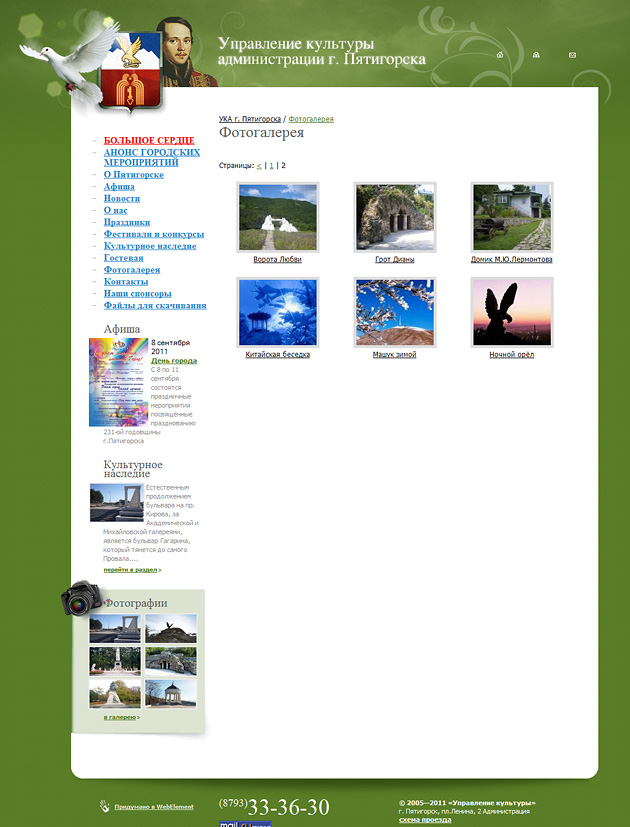 Управление культуры
администрации г. Пятигорска
УКА г. Пятигорска / Фотогалерея
Фотогалерея
Страницы: < | 1 | 2
Ворота Любви
Грот Дианы
Домик М.Ю.Лермонтова
Китайская беседка
Машук зимой
Ночной орёл
БОЛЬШОЕ СЕРДЦЕ
АНОНС ГОРОДСКИХ
МЕРОПРИЯТИЙ
О Пятигорске
Афиша
Новости
О нас
Праздники
Фестивали и конкурсы
Культурное наследие
Гостевая
Фотогалерея
Контакты
Наши спонсоры
Файлы для скачивания
Афиша
8 сентября
2011
День города
С 8 по 11
сентября
состоятся
праздничные
мероприятия
посвящённые
празднованию
231-ой годовщины
г.Пятигорска
Культурное
наследие
Естественным
продолжением
бульвара на пр.
Кирова, за
Академической и
Михайловской галереями,
является бульвар Гагарина,
который тянется до самого
Провала....
перейти в раздел»
Фотографии
в галерею»
Придумано в WebElement
(8793)33-36-30
© 2005—2011 «Управление культуры»
г. Пятигорск, пл.Ленина, 2 Администрация
схема проезда